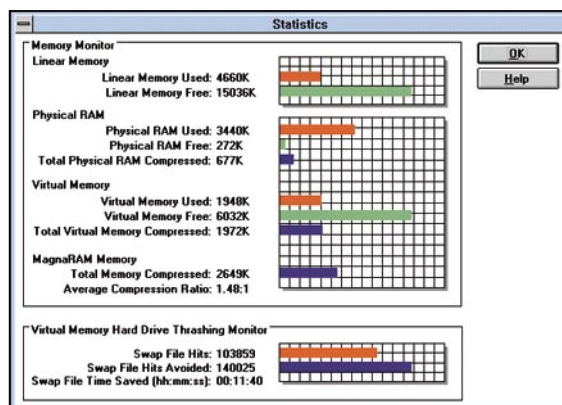 Statistics
Memory Monitor
Linear Memory
Linear Memory Used: 4660K
Linear Memory Free: 15036K
Physical RAM
Physical RAM Used: 3440K
Physical RAM Free: 272K
Total Physical RAM Compressed: 677K
Virtual Memory
Virtual Memory Used: 1948K
Virtual Memory Free: 6032K
Total Virtual Memory Compressed: 1972K
MagnaRAM Memory
Total Memory Compressed: 2649K
Average Compression Ratio: 1.48:1
Virtual Memory Hard Drive Thrashing Monitor
Swap File Hits: 103859
Swap File Hits Avoided: 140025
Swap File Time Saved (hh:mm:ss): 00:11:40
OK
Help